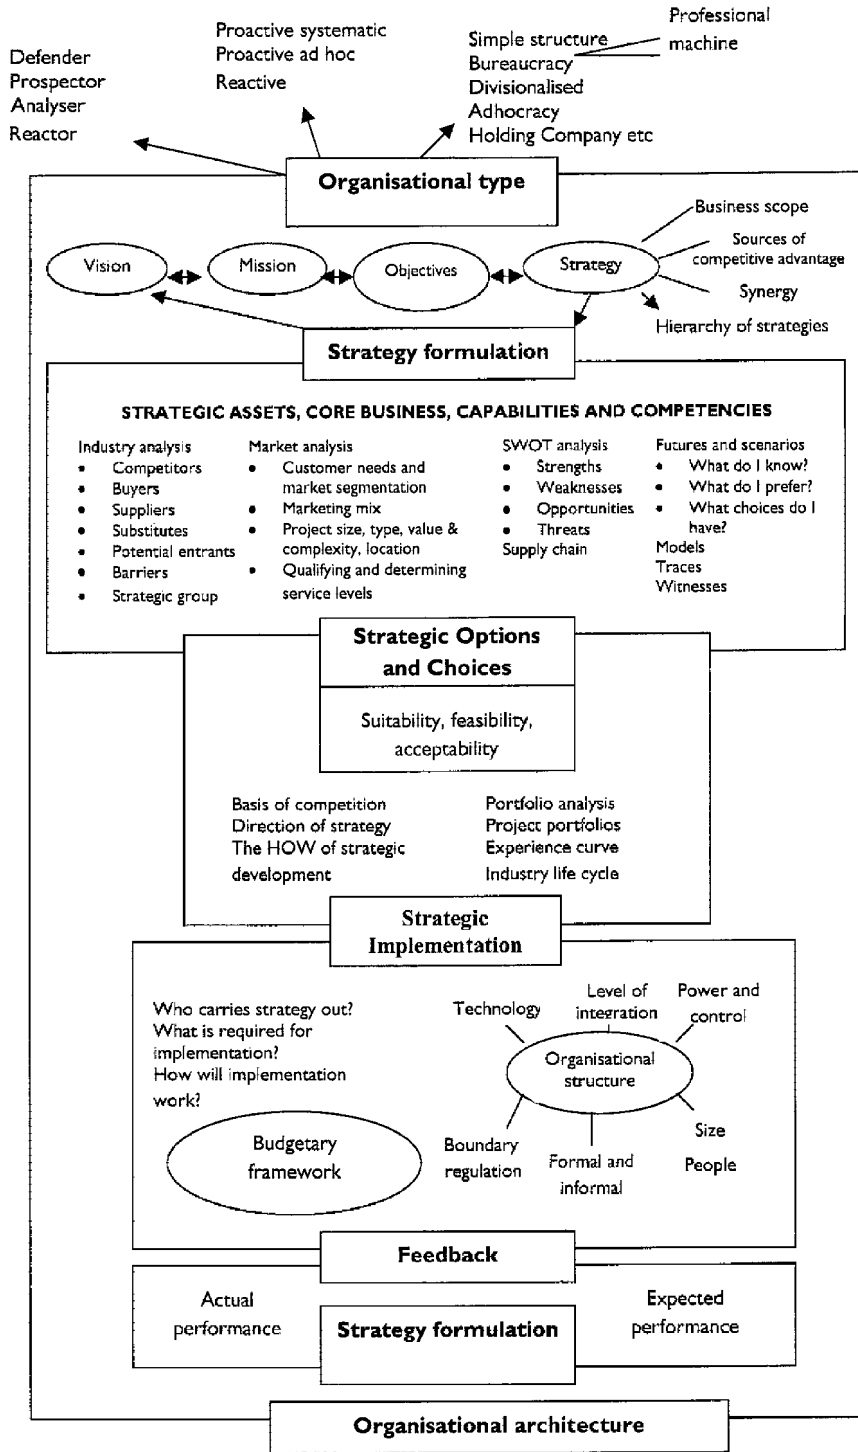 Defender
Prospector
Analyser
Reactor
Proactive systematic
Proactive ad hoc
Reactive
Simple structure
Bureaucracy
Divisionalised
Adhocracy
Holding Company etc
Professional
machine
Organisational type
Vision
Mission
Objectives
Strategy
Business scope
Sources of
competitive advantage
Synergy
Hierarchy of strategies
Strategy formulation
STRATEGIC ASSETS, CORE BUSINESS, CAPABILITIES AND COMPETENCIES
Industry analysis
• Competitors
• Buyers
• Suppliers
• Substitutes
• Potential entrants
• Barriers
• Strategic group
Market analysis
• Customer needs and
market segmentation
• Marketing mix
• Project size, type, value &
complexity, location
• Qualifying and determining
service levels
SWOT analysis
• Strengths
• Weaknesses
• Opportunities
• Threats
Supply chain
Futures and scenarios
• What do I know?
• What do I prefer?
• What choices do I
have?
Models
Traces
Witnesses
Strategic Options
and Choices
Suitability, feasibility,
acceptability
Basis of competition
Direction of strategy
The HOW of strategic
development
Portfolio analysis
Project portfolios
Experience curve
Industry life cycle
Strategic
Implementation
Who carries strategy out?
What is required for
implementation?
How will implementation
work?
Budgetary
framework
Technology
Level of
integration
Power and
control
Organisational
structure
Boundary
regulation
Formal and
informal
Size
People
Feedback
Actual
performance
Strategy formulation
Expected
performance
Organisational architecture